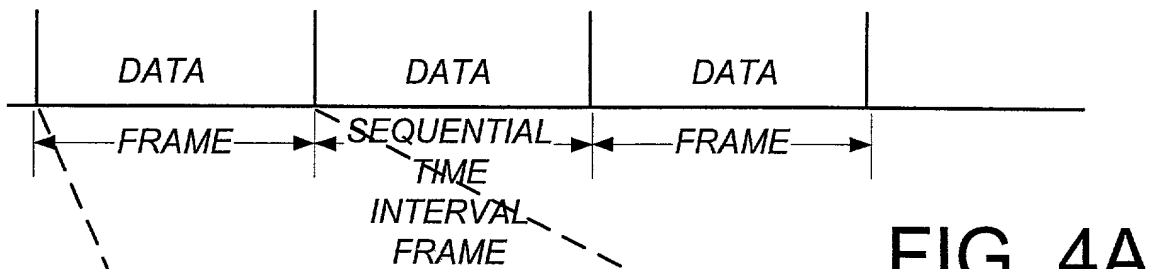 DATA DATA DATA
FRAME SEQUENTIAL FRAME
TIME
INTERVAL
FRAME
FIG. 4A